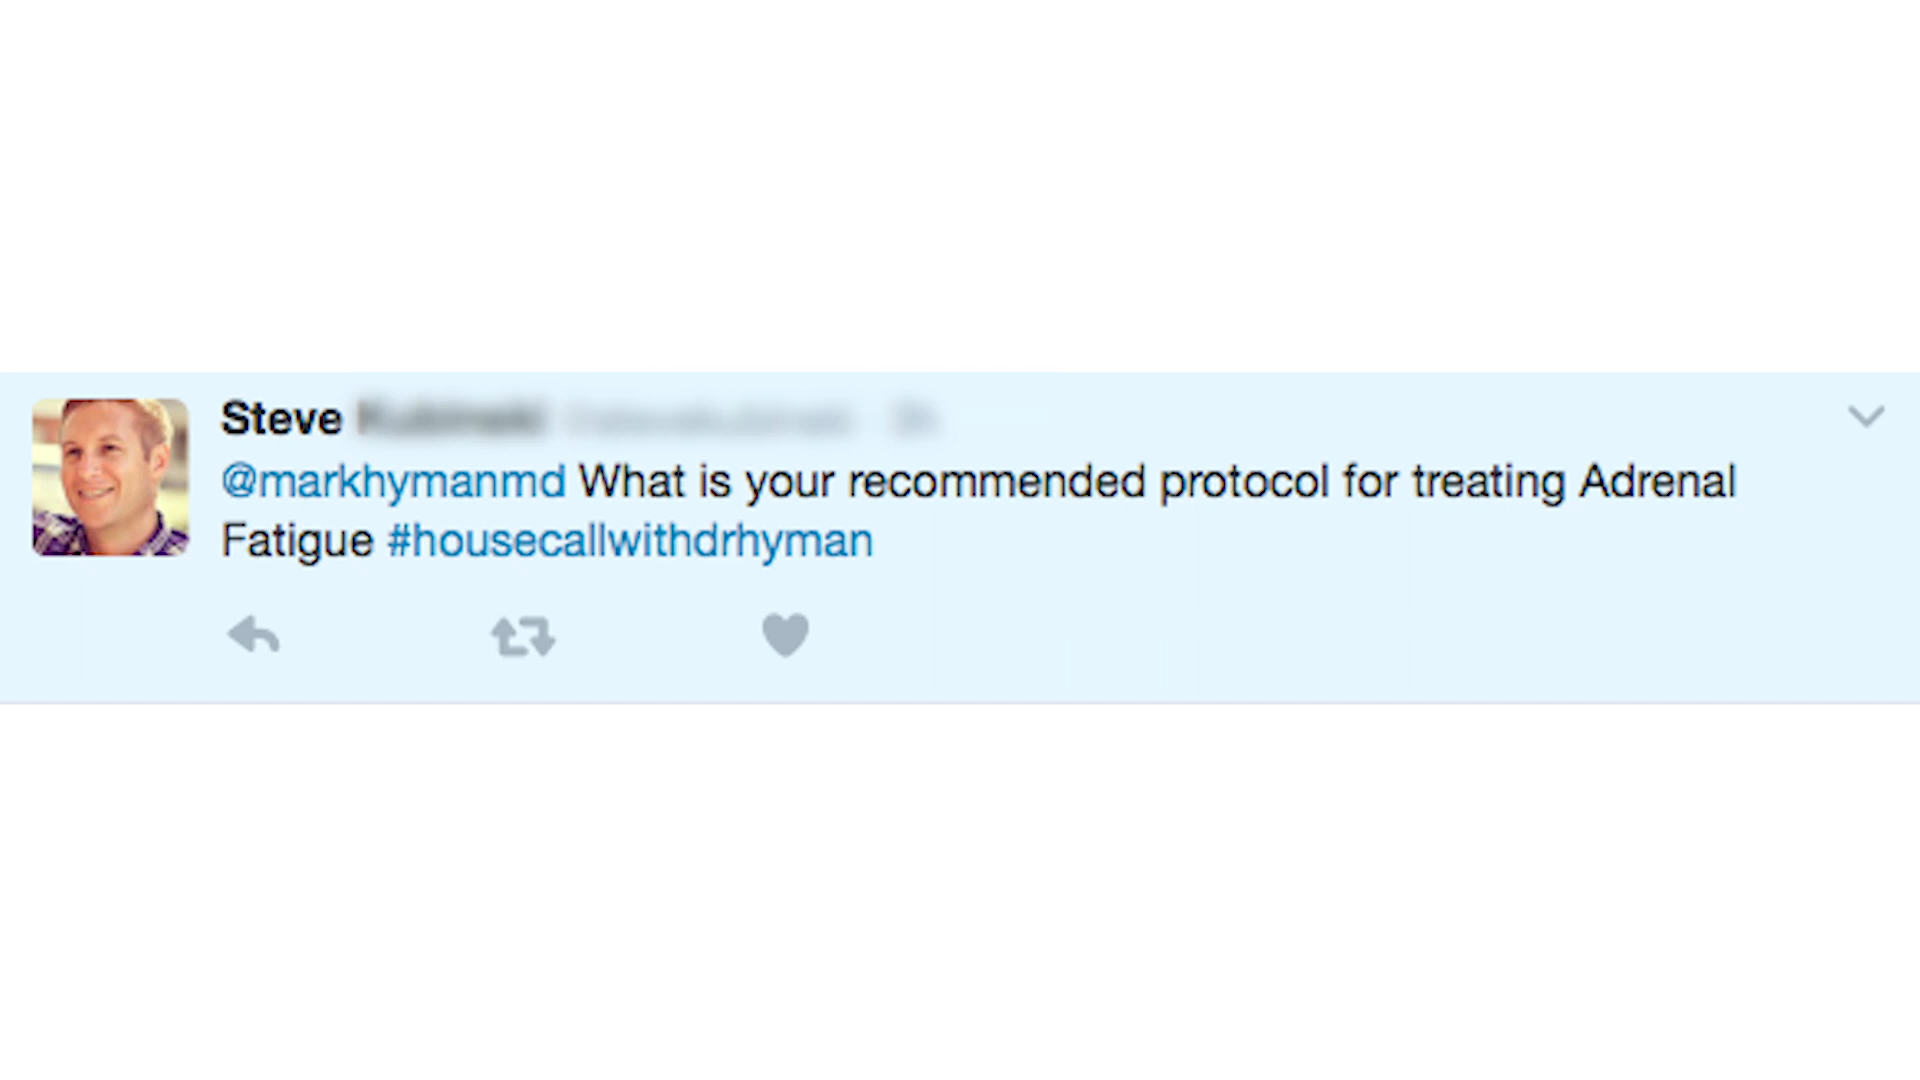 Steve
@markhymanmd What is your recommended protocol for treating Adrenal
Fatigue #housecallwithdrhyman